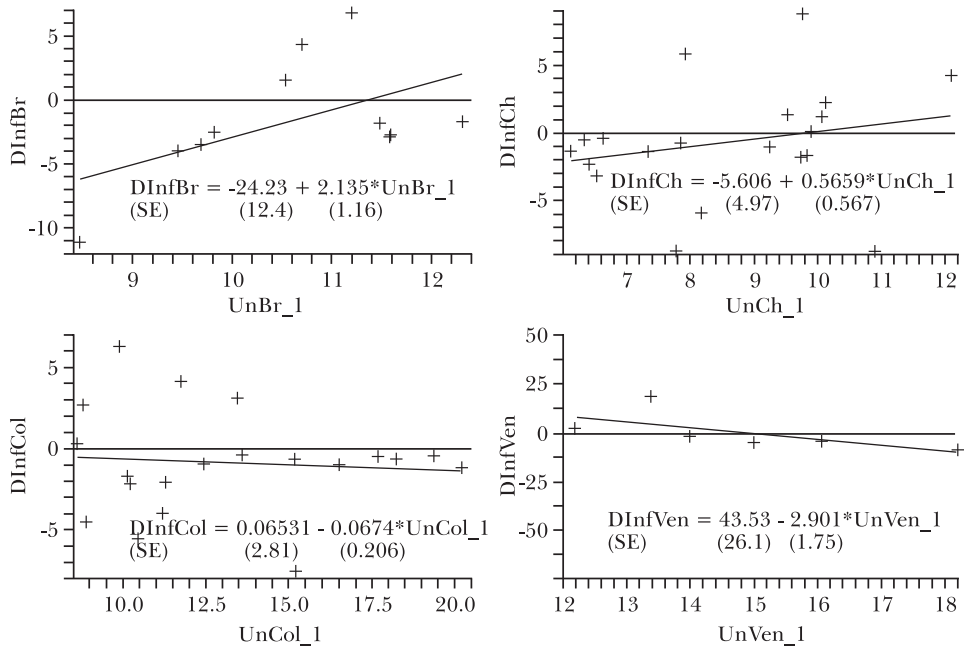 5
0
-5
-10
DInfBr
DInfBr = -24.23 + 2.135*UnBr_1
(SE) (12.4) (1.16)
9 10 11 12
UnBr_1
5
0
-5
DInfCh
DInfCh = -5.606 + 0.5659*UnCh_1
(SE) (4.97) (0.567)
7 8 9 10 11 12
UnCh_1
5
0
-5
DInfCol
DInfCol = 0.06531 - 0.0674*UnCol_1
(SE) (2.81) (0.206)
10.0 12.5 15.0 17.5 20.0
UnCol_1
50
25
0
-25
-50
DInfVen
DInfVen = 43.53 - 2.901*UnVen_1
(SE) (26.1) (1.75)
12 13 14 15 16 17 18
UnVen_1